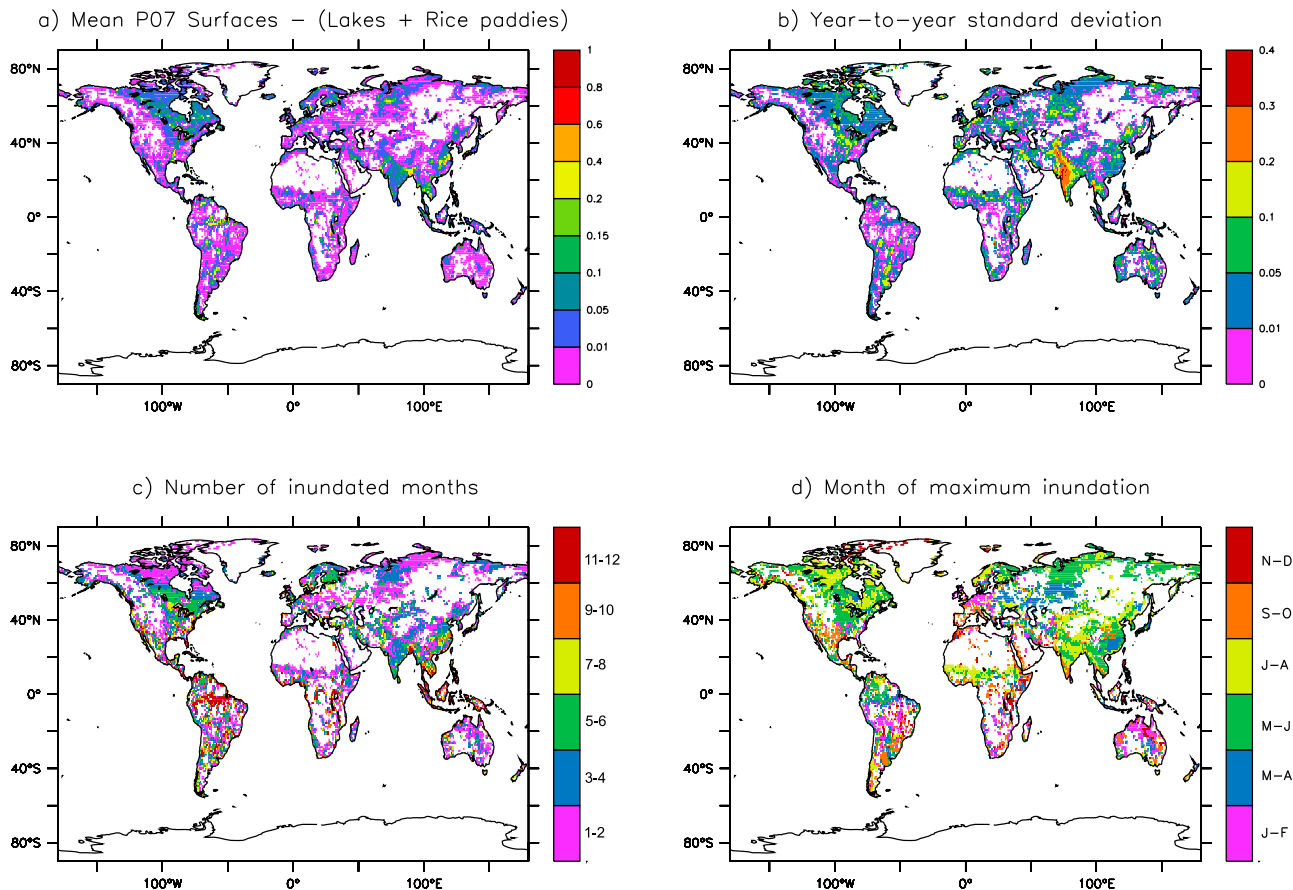 a) Mean P07 Surfaces - (Lakes + Rice paddies)
80°N
40°N
0°
40°S
80°S
100°W 0° 100°E
1
0.8
0.6
0.4
0.2
0.15
0.1
0.05
0.01
0
b) Year-to-year standard deviation
80°N
40°N
0°
40°S
80°S
100°W 0° 100°E
0.4
0.3
0.2
0.1
0.05
0.01
0
c) Number of inundated months
80°N
40°N
0°
40°S
80°S
100°W 0° 100°E
11-12
9-10
7-8
5-6
3-4
1-2
d) Month of maximum inundation
80°N
40°N
0°
40°S
80°S
100°W 0° 100°E
N-D
S-O
J-A
M-J
M-A
J-F